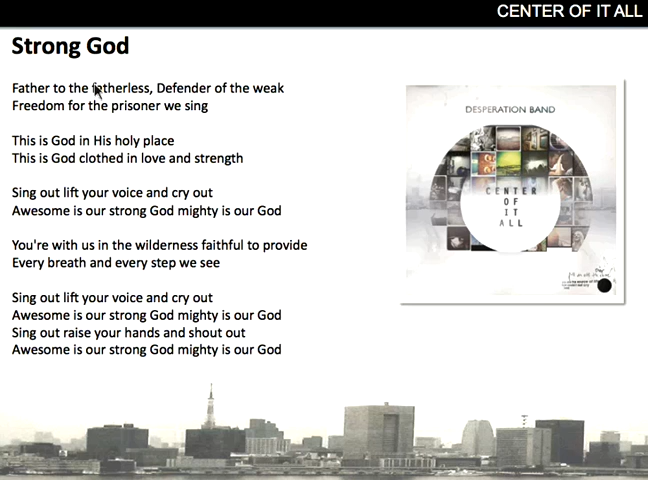 CENTER OF IT ALL
Strong God
Father to the fatherless, Defender of the weak
Freedom for the prisoner we sing
This is God in His holy place
This is God clothed in love and strength
Sing out lift your voice and cry out
Awesome is our strong God mighty is our God
You're with us in the wilderness faithful to provide
Every breath and every step we see
Sing out lift your voice and cry out
Awesome is our strong God mighty is our God
Sing out raise your hands and shout out
Awesome is our strong God mighty is our God
DESPERATION BAND
CENTER
OF
IT
ALL